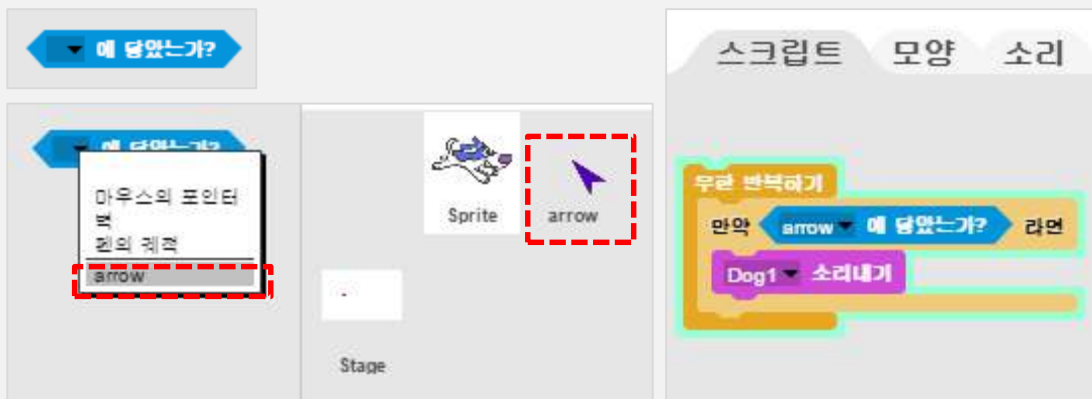 에 닿았는가?
에 닿았는가?
마우스의 포인터
벽
펜의 궤적
arrow
Sprite
arrow
Stage
스크립트 모양 소리
무한 반복하기
만약 arrow 에 닿았는가? 라면
Dog1 소리내기